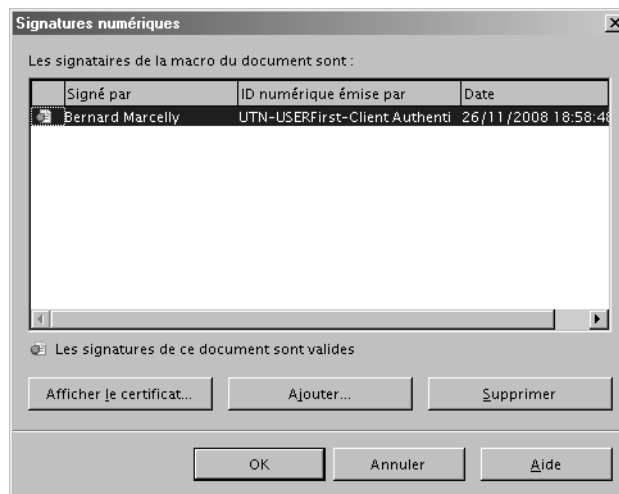 Signatures numériques
Les signataires de la macro du document sont :
Signé par ID numérique émise par Date
Bernard Marcelly UTN-USERFirst-Client Authenti 26/11/2008 18:58:48
Les signatures de ce document sont valides
Afficher le certificat... Ajouter... Supprimer
OK Annuler Aide